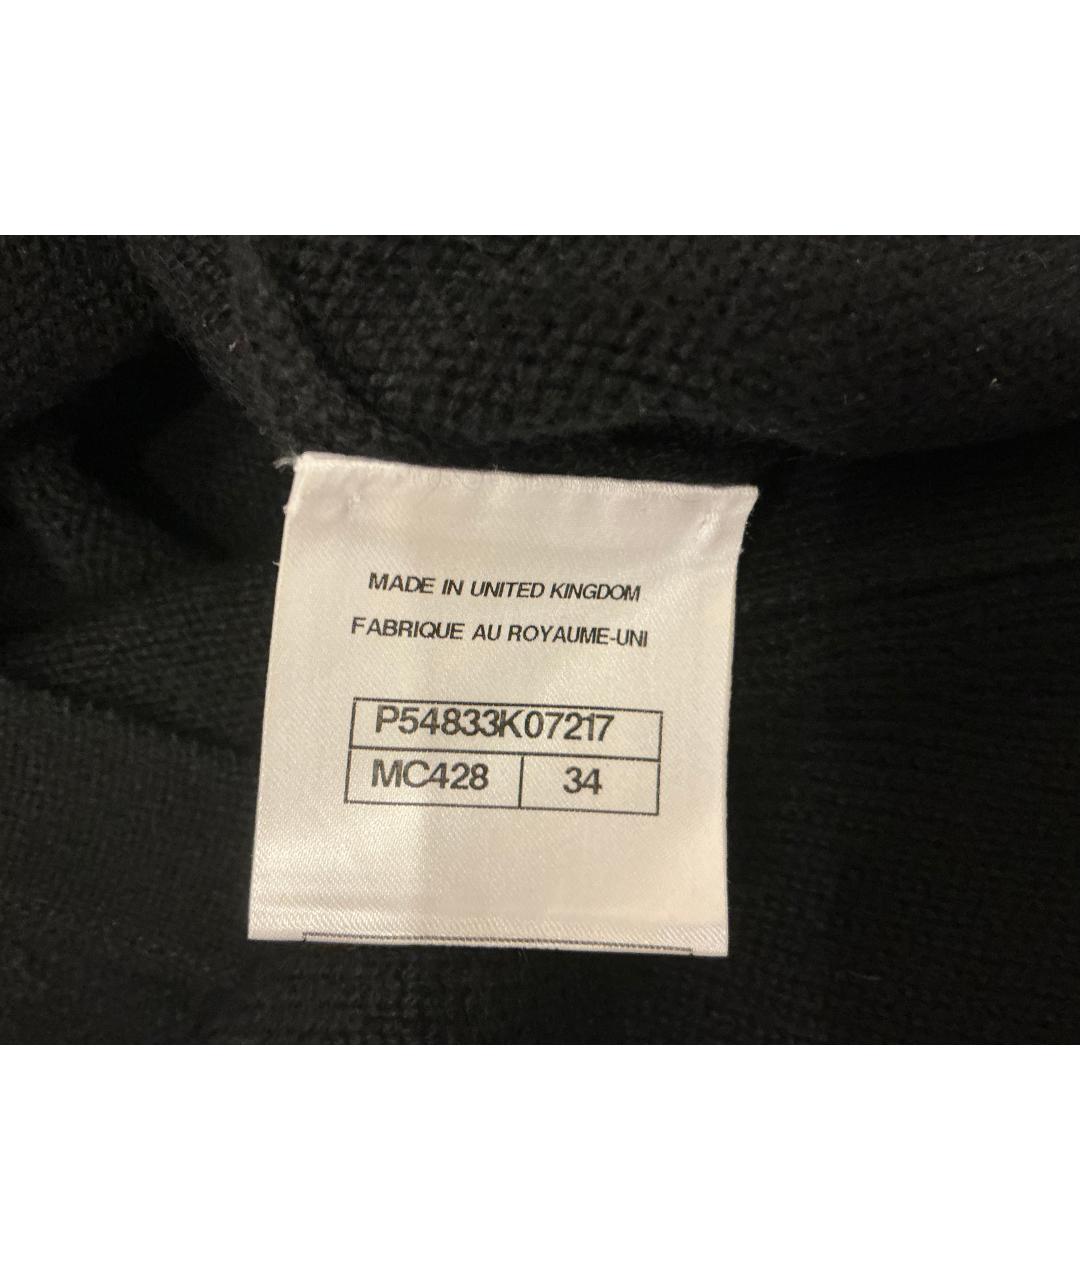 MADE IN UNITED KINGDOM
FABRIQUE AU ROYAUME-UNI
P54833K07217
MC428 34